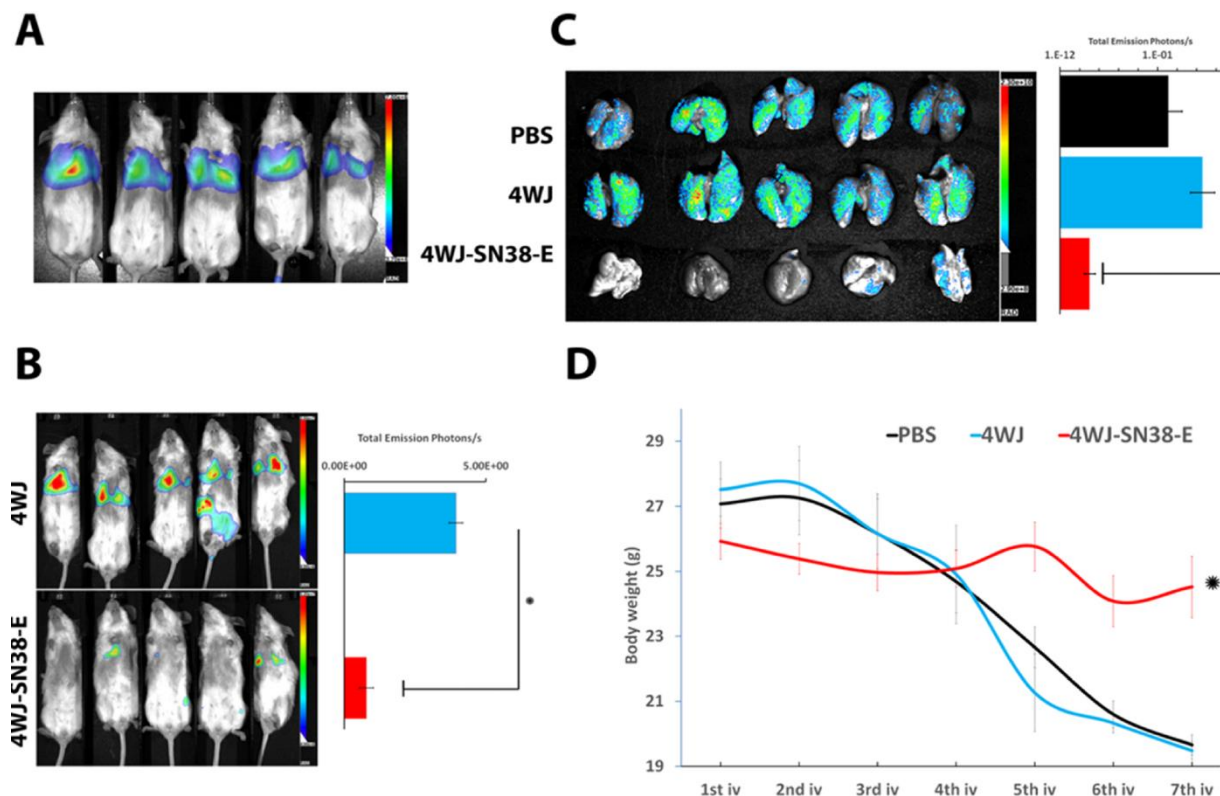 A
B
4WJ
4WJ-SN38-E
Total Emission Photons/s
0.00E+00
5.00E+00
C
PBS
4WJ
4WJ-SN38-E
RAD
Total Emission Photons/s
1.E-12
1.E-01
D
PBS
4WJ
4WJ-SN38-E
Body weight (g)
29
27
25
23
21
19
1st iv
2nd iv
3rd iv
4th iv
5th iv
6th iv
7th iv